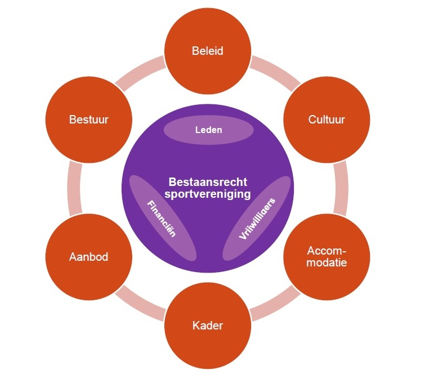 Beleid
Bestuur
Cultuur
Leden
Bestaansrecht
sportvereniging
Financiën
Vrijwilligers
Aanbod
Accom-
modatie
Kader